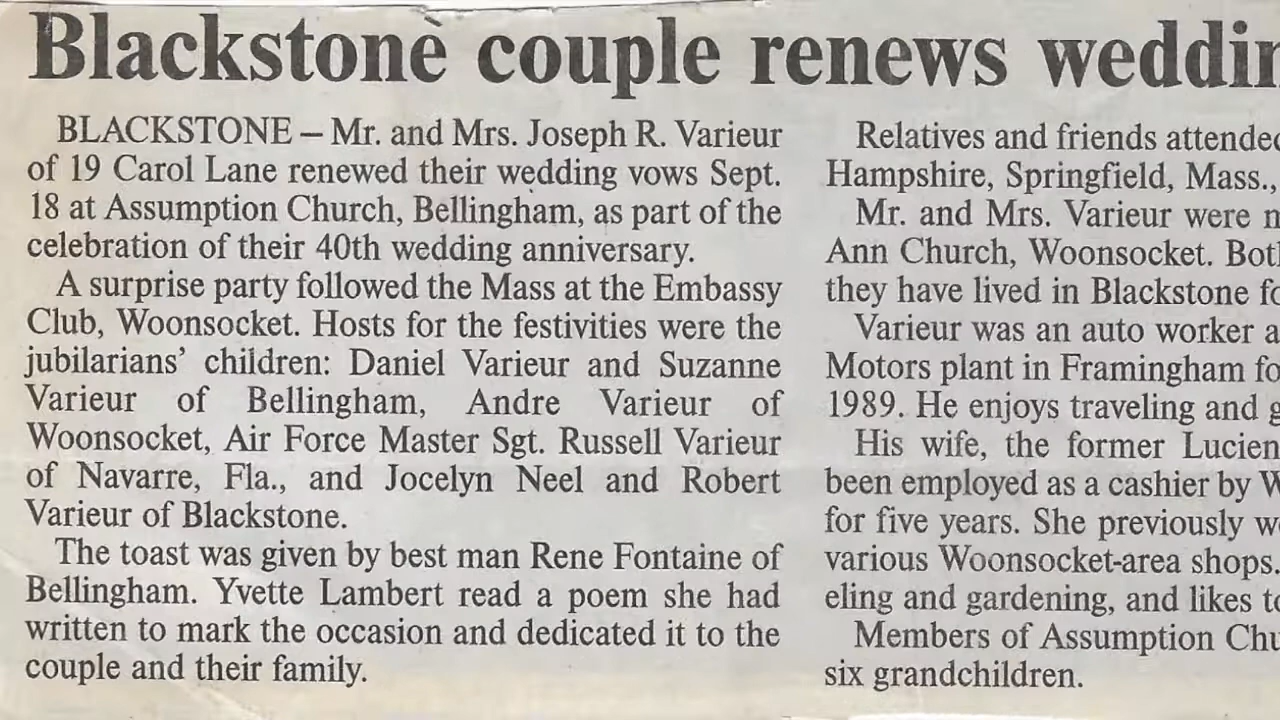 Blackstone couple renews
BLACKSTONE – Mr. and Mrs. Joseph R. Varieur
of 19 Carol Lane renewed their wedding vows Sept.
18 at Assumption Church, Bellingham, as part of the
celebration of their 40th wedding anniversary.
A surprise party followed the Mass at the Embassy
Club, Woonsocket. Hosts for the festivities were the
jubilarians’ children: Daniel Varieur and Suzanne
Varieur of Bellingham, Andre Varieur of
Woonsocket, Air Force Master Sgt. Russell Varieur
of Navarre, Fla., and Jocelyn Neel and Robert
Varieur of Blackstone.
The toast was given by best man Rene Fontaine of
Bellingham. Yvette Lambert read a poem she had
written to mark the occasion and dedicated it to the
couple and their family.
Relatives and friends
Hampshire, Springfield, Mass.,
Mr. and Mrs. Varieur were
Ann Church, Woonsocket.
they have lived in Blackstone
Varieur was an auto worker
Motors plant in Framingham
1989. He enjoys traveling and
His wife, the former
been employed as a cashier by
for five years. She previously
various Woonsocket-area shops.
eling and gardening, and likes
Members of Assumption
six grandchildren.